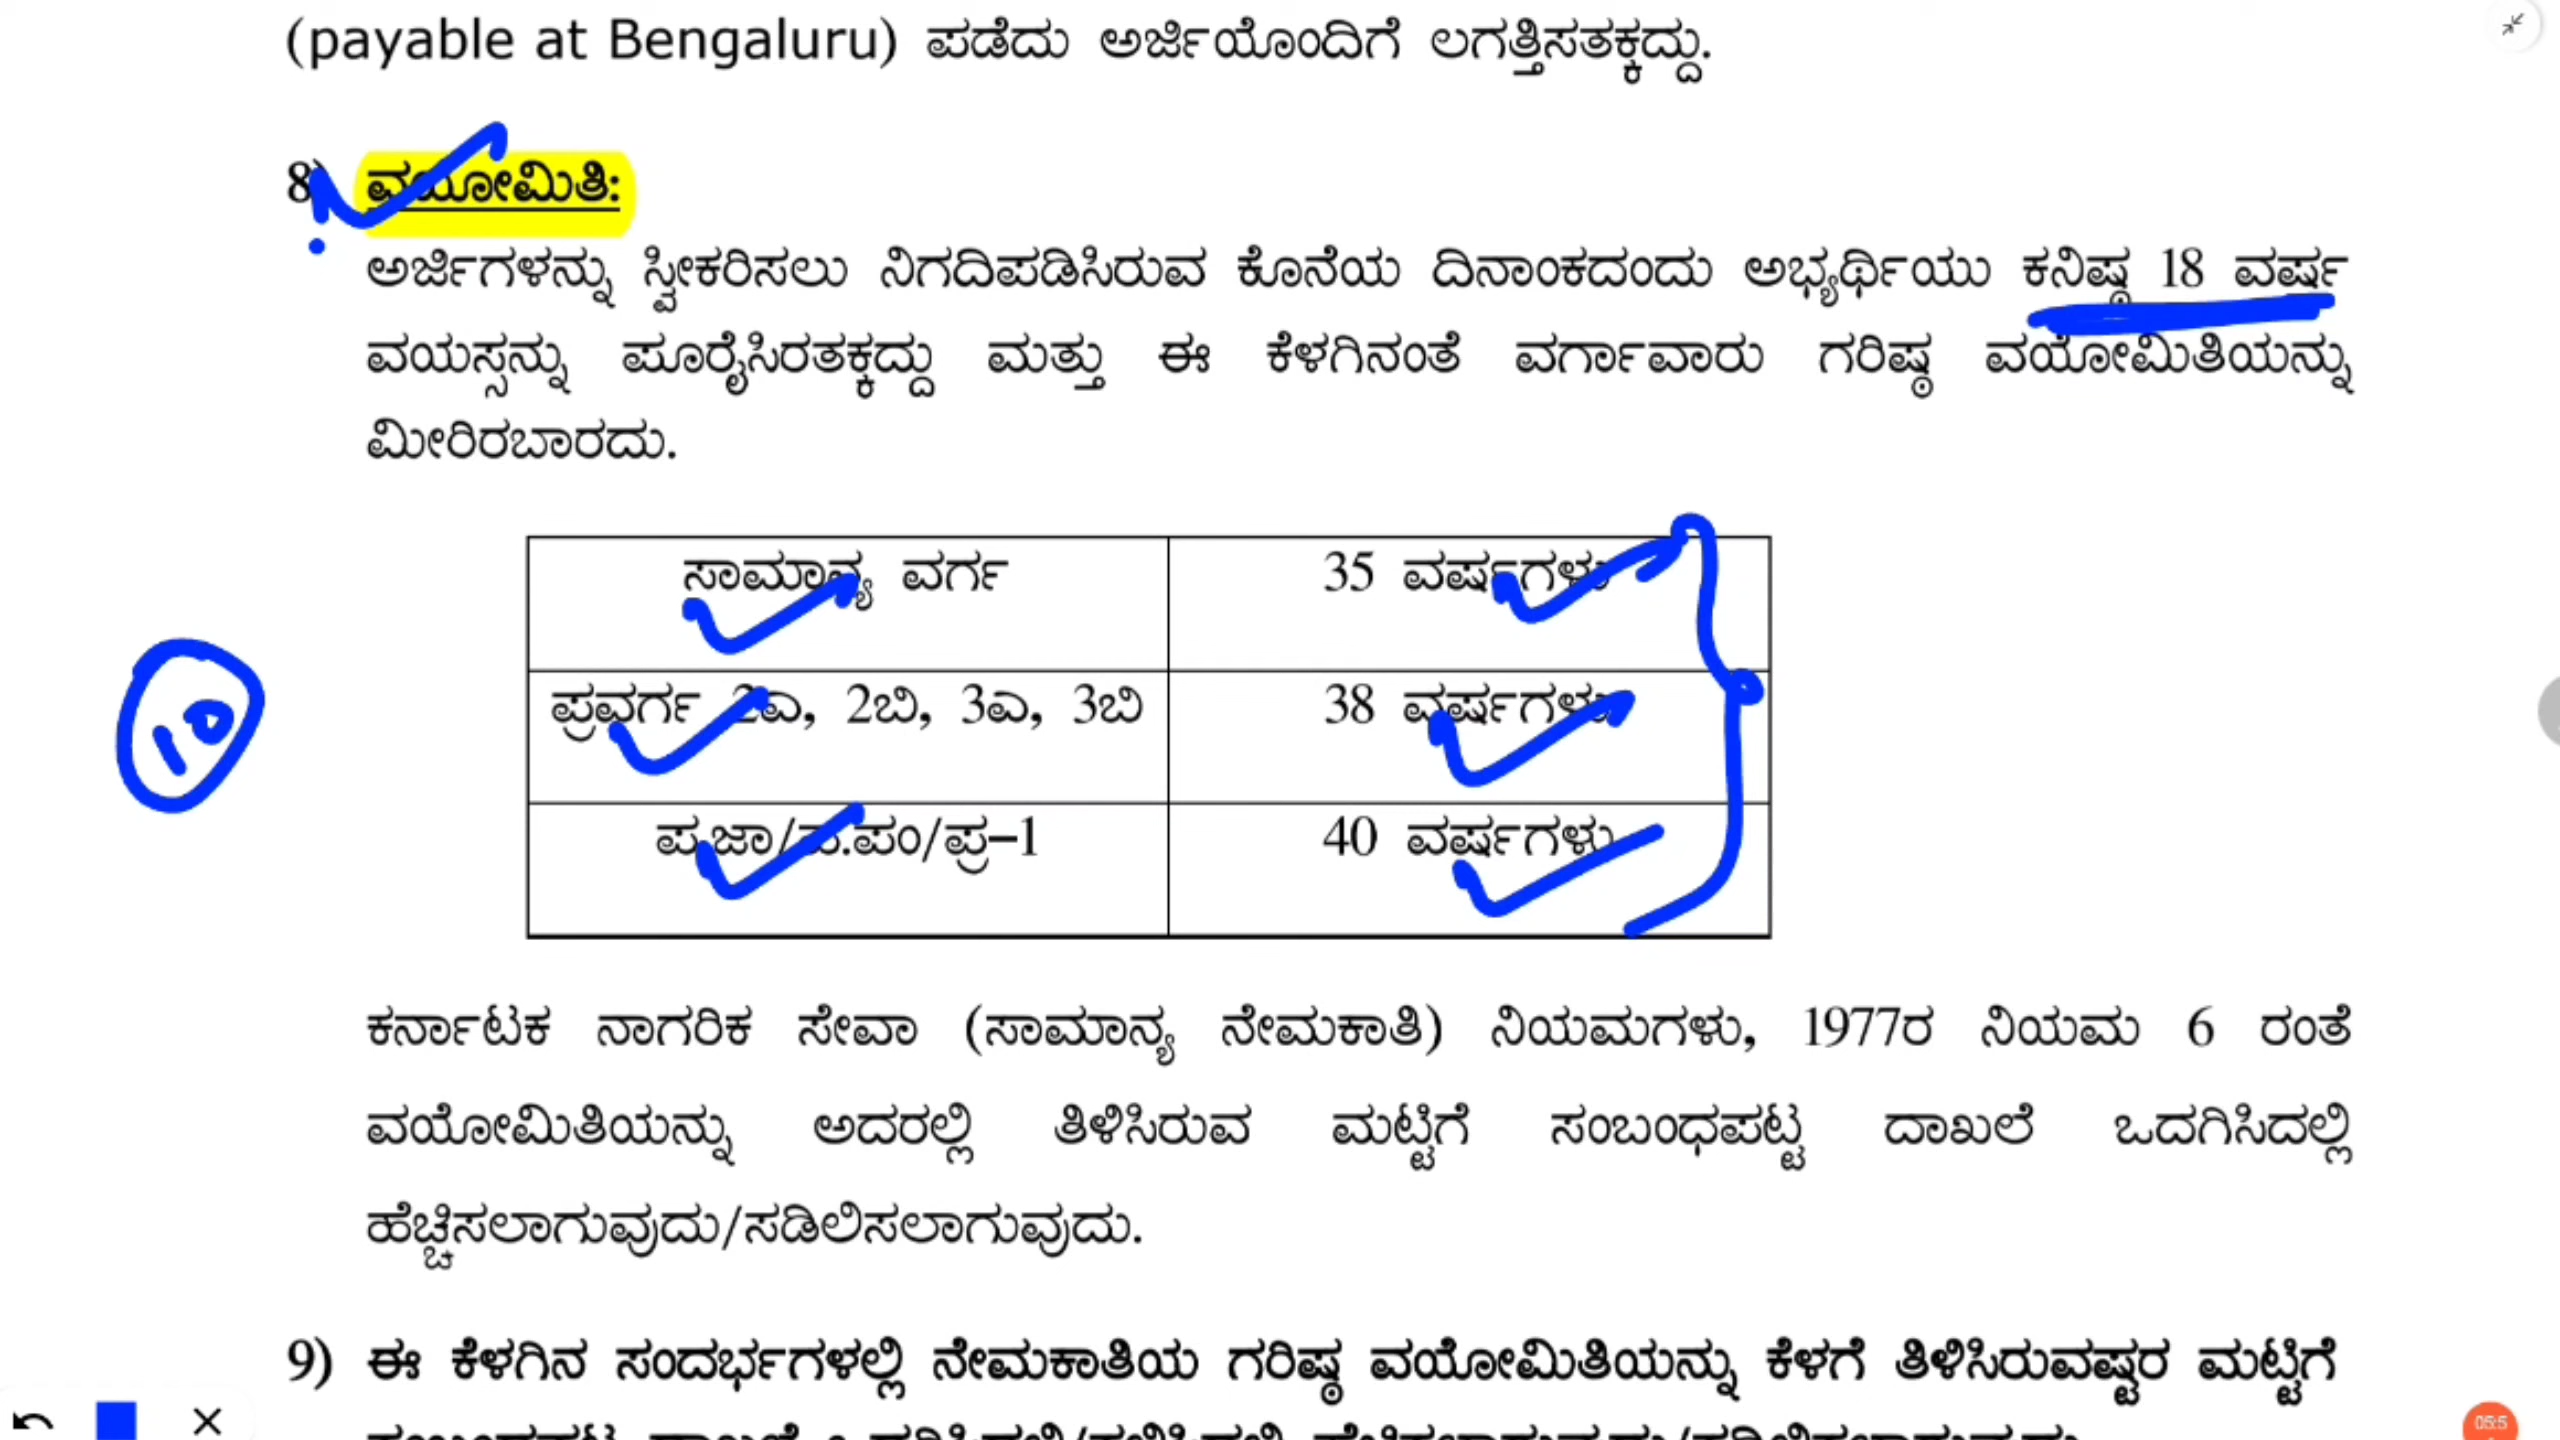 (payable at Bengaluru) ಪಡೆದು ಅರ್ಜಿಯೊಂದಿಗೆ ಲಗತ್ತಿಸತಕ್ಕದ್ದು.
8) ವಯೋಮಿತಿ:
ಅರ್ಜಿಗಳನ್ನು ಸ್ವೀಕರಿಸಲು ನಿಗದಿಪಡಿಸಿರುವ ಕೊನೆಯ ದಿನಾಂಕದಂದು ಅಭ್ಯರ್ಥಿಯು ಕನಿಷ್ಠ 18 ವರ್ಷ
ವಯಸ್ಸನ್ನು ಪೂರೈಸಿರತಕ್ಕದ್ದು ಮತ್ತು ಈ ಕೆಳಗಿನಂತೆ ವರ್ಗಾವಾರು ಗರಿಷ್ಠ ವಯೋಮಿತಿಯನ್ನು
ಮೀರಿರಬಾರದು.
ಸಾಮಾನ್ಯ ವರ್ಗ 35 ವರ್ಷಗಳು
10
ಪ್ರವರ್ಗ 2ಎ, 2ಬಿ, 3ಎ, 3ಬಿ 38 ವರ್ಷಗಳು
ಪ.ಜಾ/ಪ.ಪಂ/ಪ್ರ-1 40 ವರ್ಷಗಳು
ಕರ್ನಾಟಕ ನಾಗರಿಕ ಸೇವಾ (ಸಾಮಾನ್ಯ ನೇಮಕಾತಿ) ನಿಯಮಗಳು, 1977ರ ನಿಯಮ 6 ರಂತೆ
ವಯೋಮಿತಿಯನ್ನು ಅದರಲ್ಲಿ ತಿಳಿಸಿರುವ ಮಟ್ಟಿಗೆ ಸಂಬಂಧಪಟ್ಟ ದಾಖಲೆ ಒದಗಿಸಿದಲ್ಲಿ
ಹೆಚ್ಚಿಸಲಾಗುವುದು/ಸಡಿಲಿಸಲಾಗುವುದು.
9) ಈ ಕೆಳಗಿನ ಸಂದರ್ಭಗಳಲ್ಲಿ ನೇಮಕಾತಿಯ ಗರಿಷ್ಠ ವಯೋಮಿತಿಯನ್ನು ಕೆಳಗೆ ತಿಳಿಸಿರುವಷ್ಟರ ಮಟ್ಟಿಗೆ